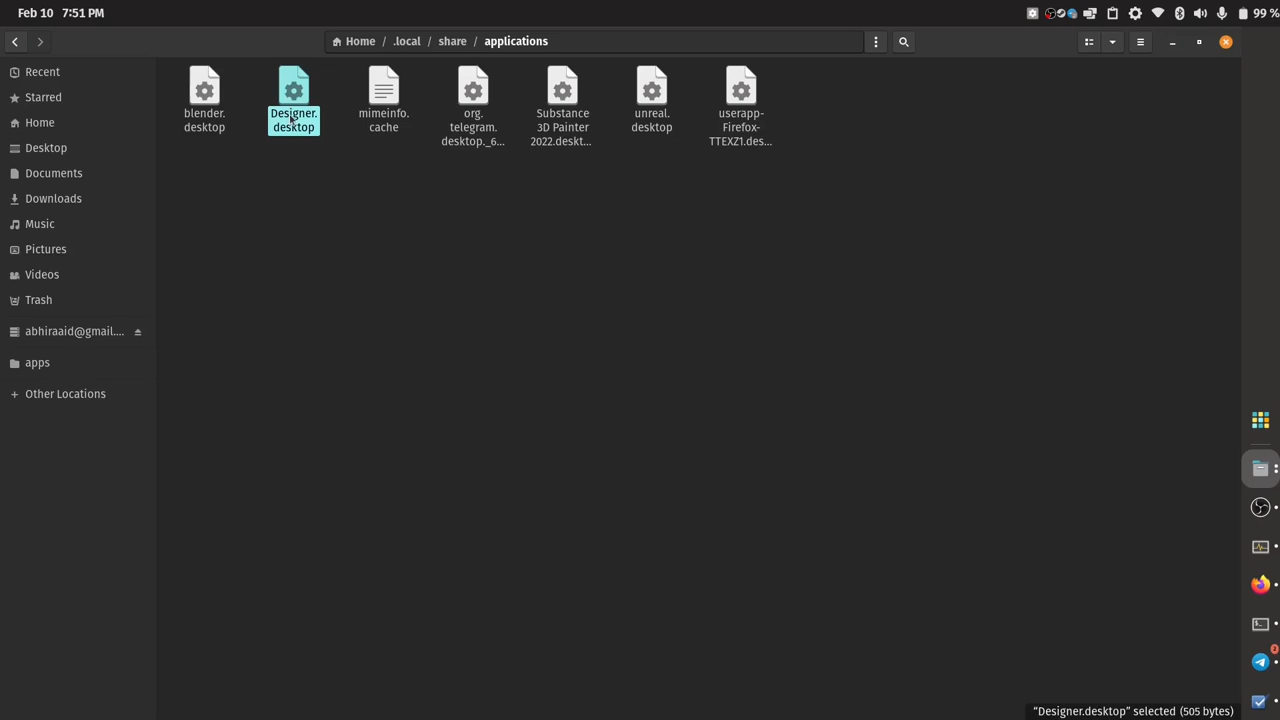 Feb 10 7:51 PM
99 %
Home / .local / share / applications
Recent
Starred
Home
Desktop
Documents
Downloads
Music
Pictures
Videos
Trash
abhiraaid@gmail....
apps
Other Locations
blender.
desktop
Designer.
desktop
mimeinfo.
cache
org.
telegram.
desktop._6...
Substance
3D Painter
2022.deskt...
unreal.
desktop
userapp-
Firefox-
TTEXZ1.des...
"Designer.desktop" selected (505 bytes)